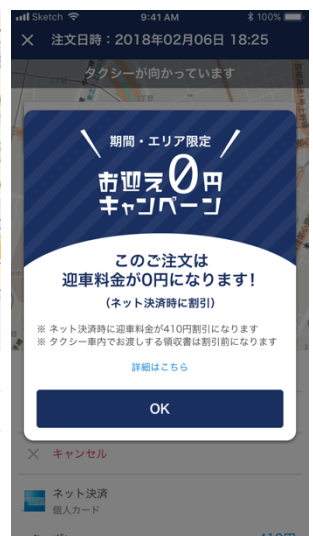 Sketch 9:41 AM 100%
× 注文日時：2018年02月06日 18:25
タクシーが向かっています
期間・エリア限定
お迎え0円
キャンペーン
このご注文は
迎車料金が0円になります！
（ネット決済時に割引）
※ ネット決済時に迎車料金が410円割引になります
※ タクシー車内でお渡しする領収書は割引前になります
詳細はこちら
OK
× キャンセル
ネット決済
個人カード